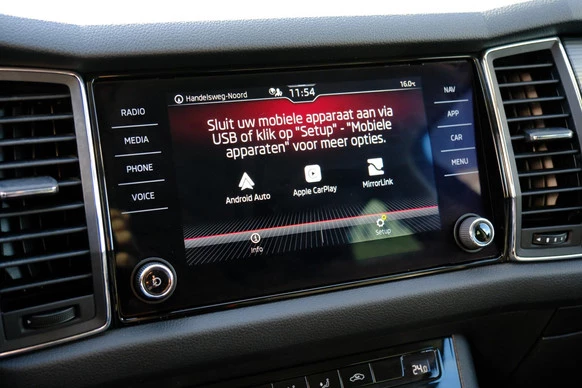 Handelsweg-Noord 11:54 16.0°C
RADIO
MEDIA
PHONE
VOICE
Sluit uw mobiele apparaat aan via
USB of klik op "Setup" - "Mobiele
apparaten" voor meer opties.
Android Auto Apple CarPlay MirrorLink
Info Setup
NAV
APP
CAR
MENU
24.0